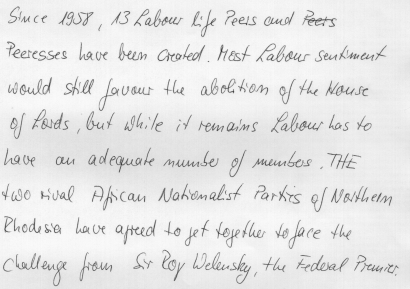 Since 1958, 13 Labour life Peers and Peers
Peeresses have been created. Most Labour sentiment
would still favour the abolition of the House
of Lords, but while it remains Labour has to
have an adequate number of members. THE
two rival African Nationalist Parties of Northern
Rhodesia have agreed to get together to face the
challenge from Sir Roy Welensky, the Federal Premier.